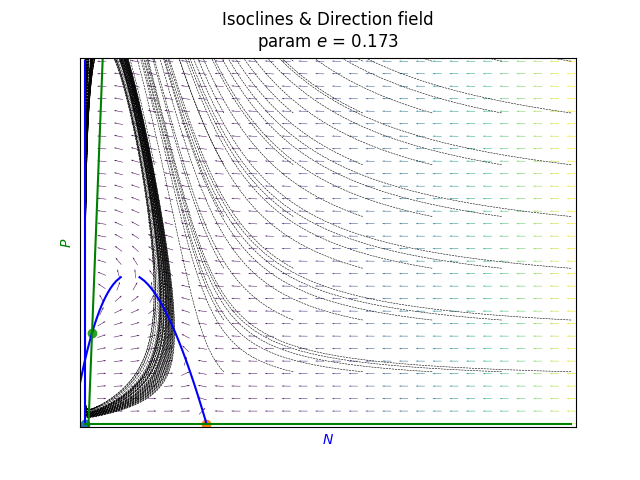 Isoclines & Direction field
param e = 0.173
P
N